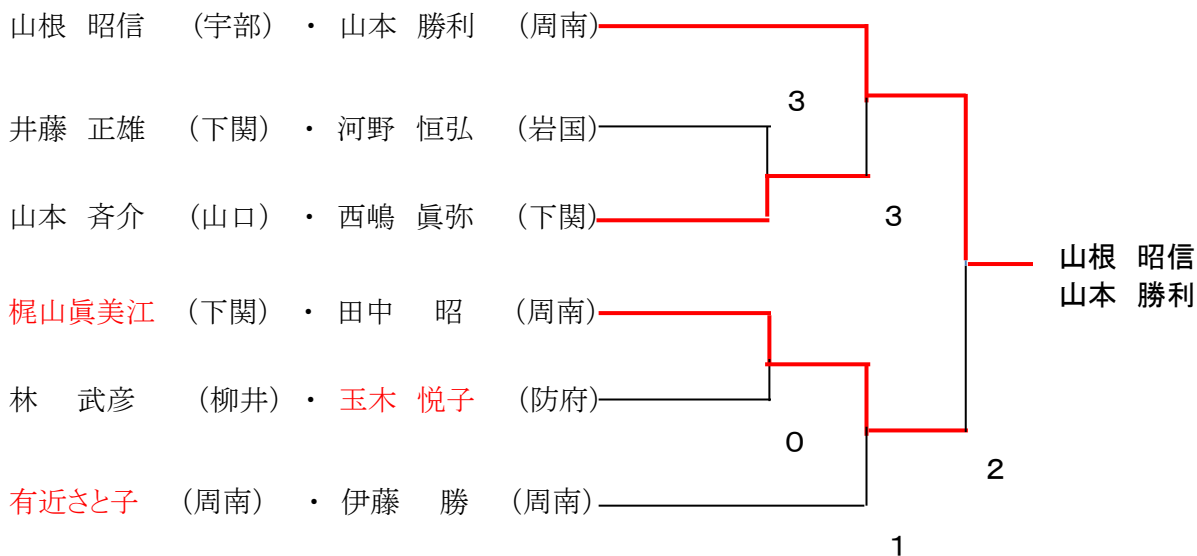 山根 昭信 (宇部) ・ 山本 勝利 (周南)
3
井藤 正雄 (下関) ・ 河野 恒弘 (岩国)
山本 斉介 (山口) ・ 西嶋 眞弥 (下関)
3
山根 昭信
山本 勝利
梶山眞美江 (下関) ・ 田中 昭 (周南)
林 武彦 (柳井) ・ 玉木 悦子 (防府)
0
2
有近さと子 (周南) ・ 伊藤 勝 (周南)
1